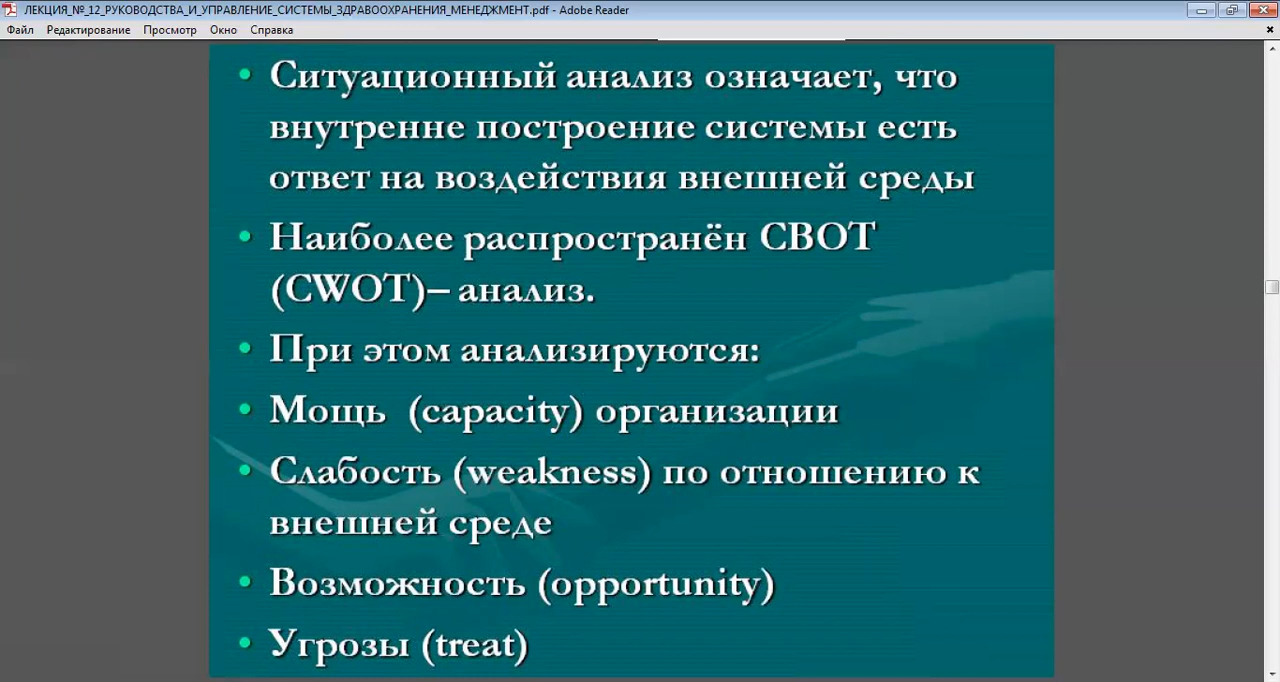 ЛЕКЦИЯ_№_12_РУКОВОДСТВА_И_УПРАВЛЕНИЕ_СИСТЕМЫ_ЗДРАВООХРАНЕНИЯ_МЕНЕДЖМЕНТ.pdf - Adobe Reader
Файл Редактирование Просмотр Окно Справка
• Ситуационный анализ означает, что
внутренне построение системы есть
ответ на воздействия внешней среды
• Наиболее распространён СВОТ
(CWOT)– анализ.
• При этом анализируются:
• Мощь (capacity) организации
• Слабость (weakness) по отношению к
внешней среде
• Возможность (opportunity)
• Угрозы (treat)